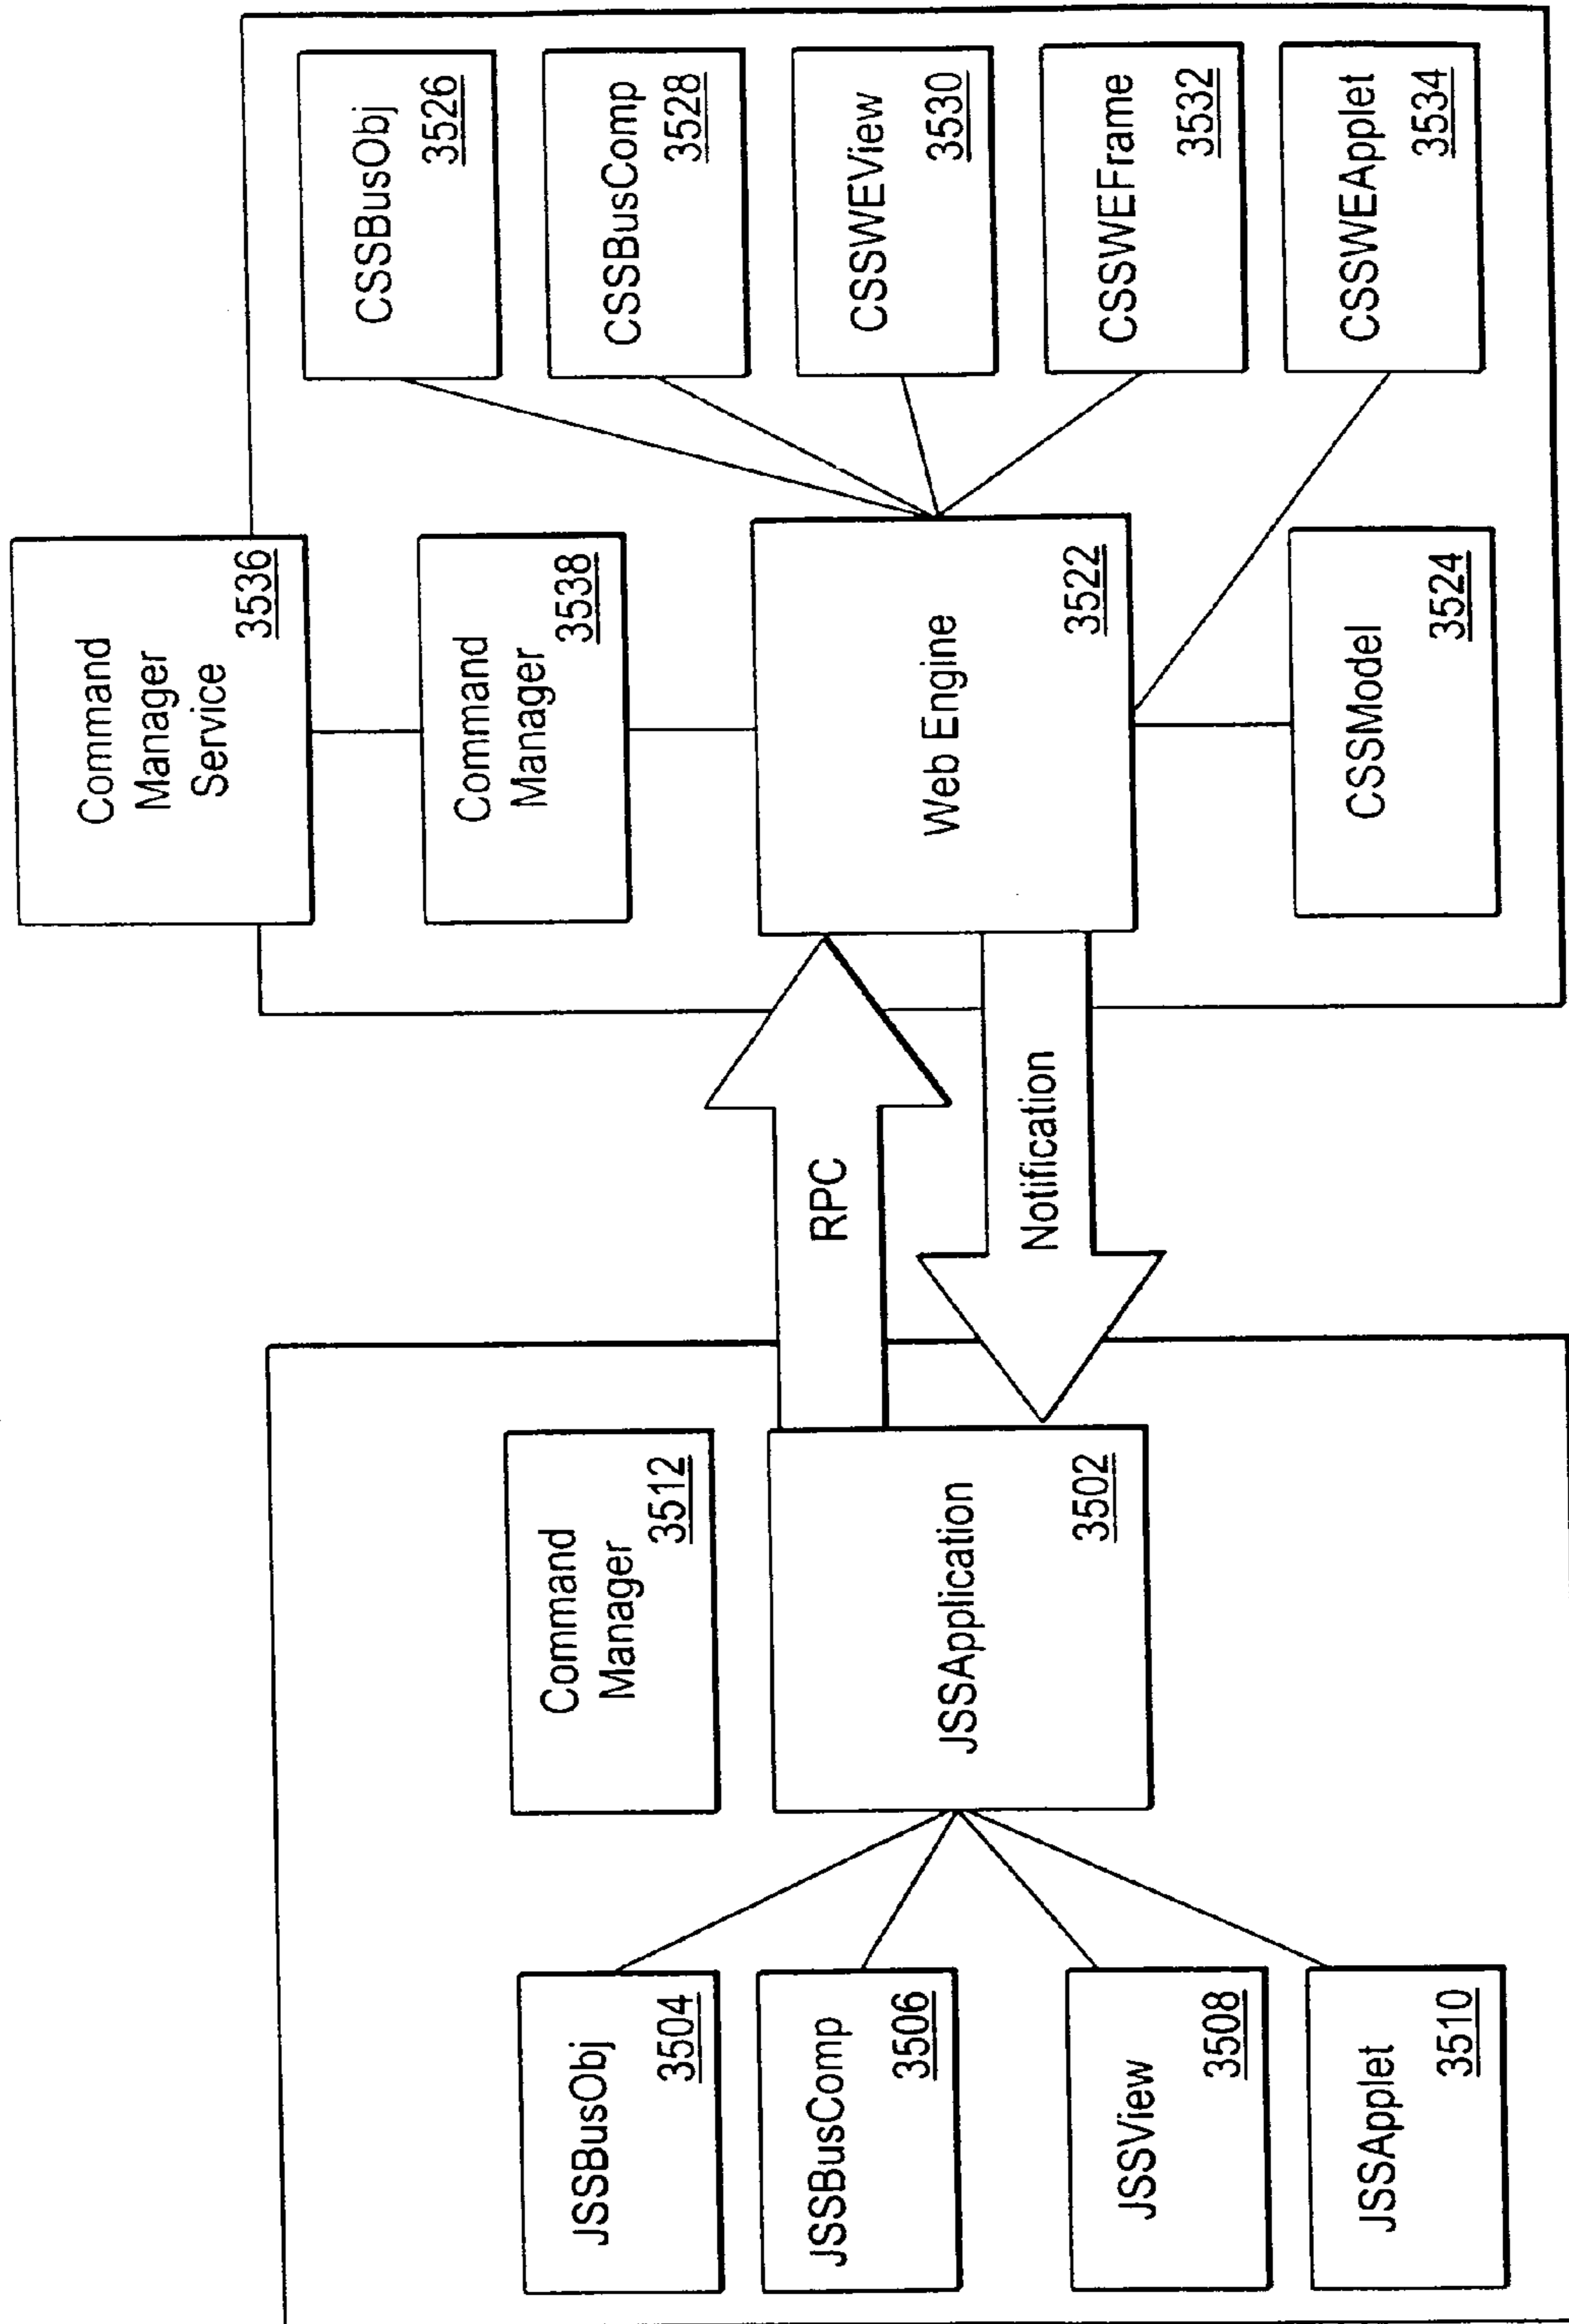 JSSBusObj
3504
JSSBusComp
3506
JSSView
3508
JSSApplet
3510
Command
Manager
3512
JSSApplication
3502
RPC
Notification
Command
Manager
Service
3536
Command
Manager
3538
Web Engine
3522
CSSModel
3524
CSSBusObj
3526
CSSBusComp
3528
CSSWEView
3530
CSSWEFrame
3532
CSSWEApplet
3534